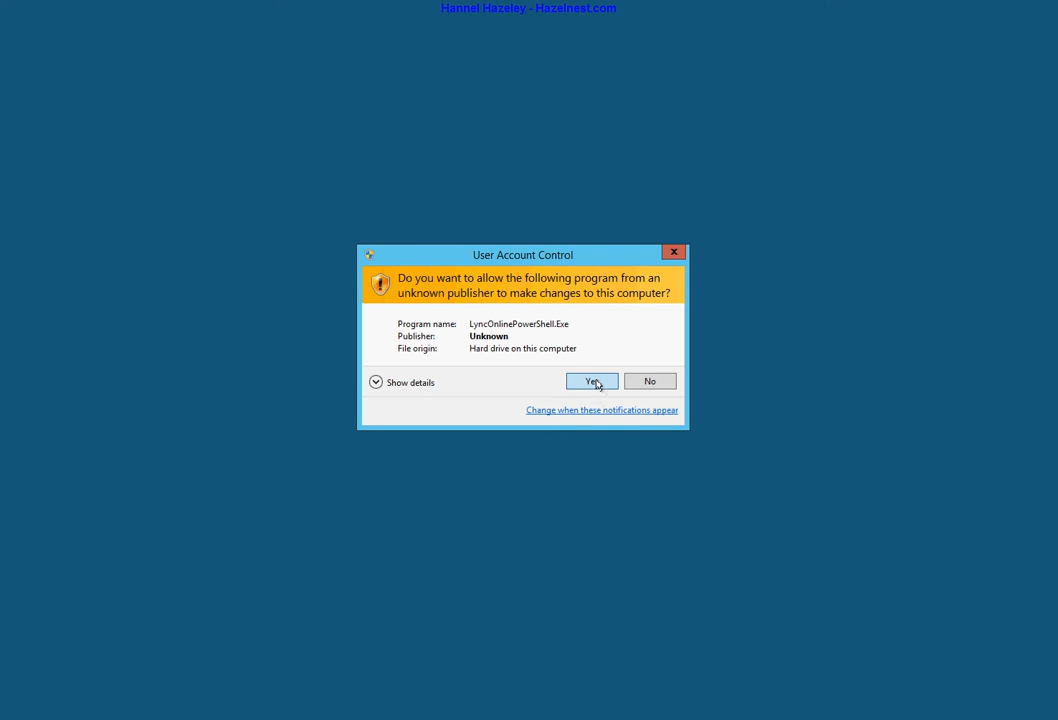 Hannel Hazeley - Hazelnest.com
User Account Control
x
Do you want to allow the following program from an
unknown publisher to make changes to this computer?
Program name: LyncOnlinePowerShell.Exe
Publisher: Unknown
File origin: Hard drive on this computer
Show details
Yes
No
Change when these notifications appear